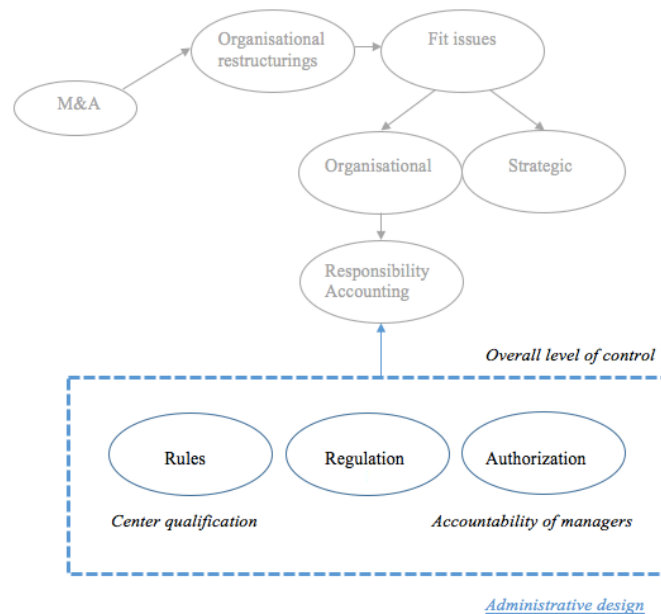 Organisational
restructurings
Fit issues
M&A
Organisational
Strategic
Responsibility
Accounting
Overall level of control
Rules
Regulation
Authorization
Center qualification
Accountability of managers
Administrative design